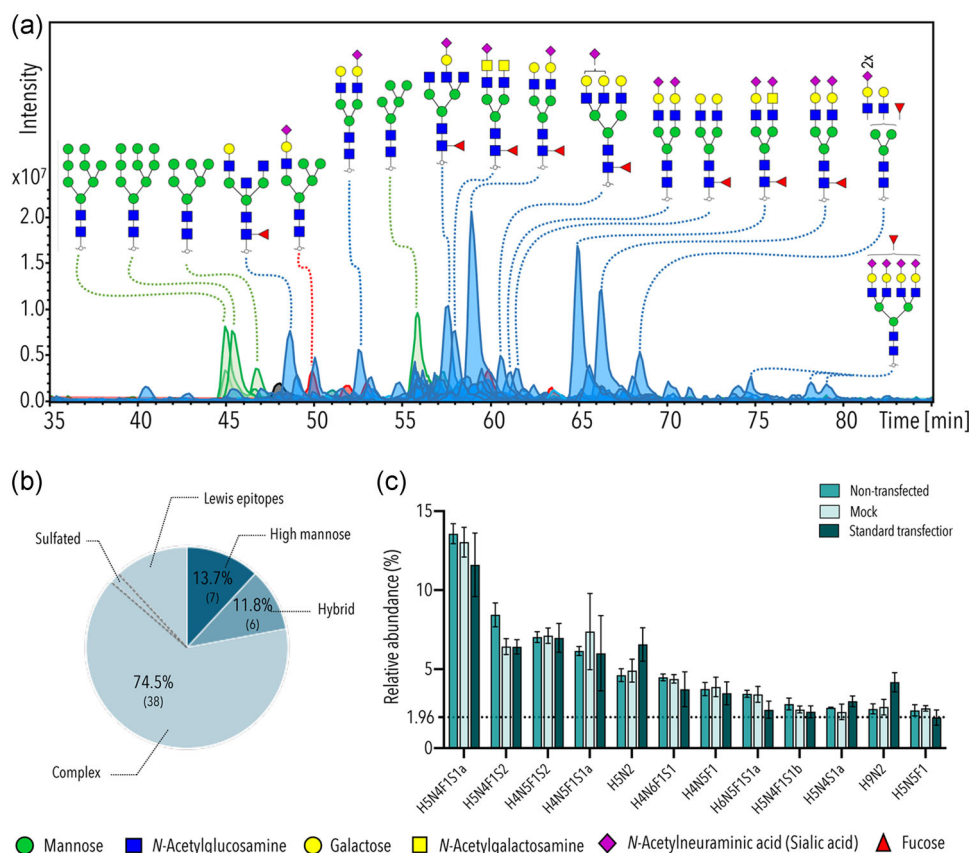 (a)
Intensity
x10⁷
2.0
1.5
1.0
0.5
0.0
2x
35 40 45 50 55 60 65 70 75 80 Time [min]
(b)
Lewis epitopes
Sulfated
High mannose
13.7%
(7)
11.8%
(6)
Hybrid
74.5%
(38)
Complex
(c)
Non-transfected
Mock
Standard transfectior
Relative abundance (%)
15
10
5
1.96
0
H5N4F1S1a
H5N4F1S2
H4N5F1S2
H4N5F1S1a
H5N2
H4N6F1S1
H4N5F1
H6N5F1S1a
H5N4F1S1b
H5N4S1a
H9N2
H5N5F1
Mannose N-Acetylglucosamine Galactose N-Acetylgalactosamine N-Acetylneuraminic acid (Sialic acid) Fucose